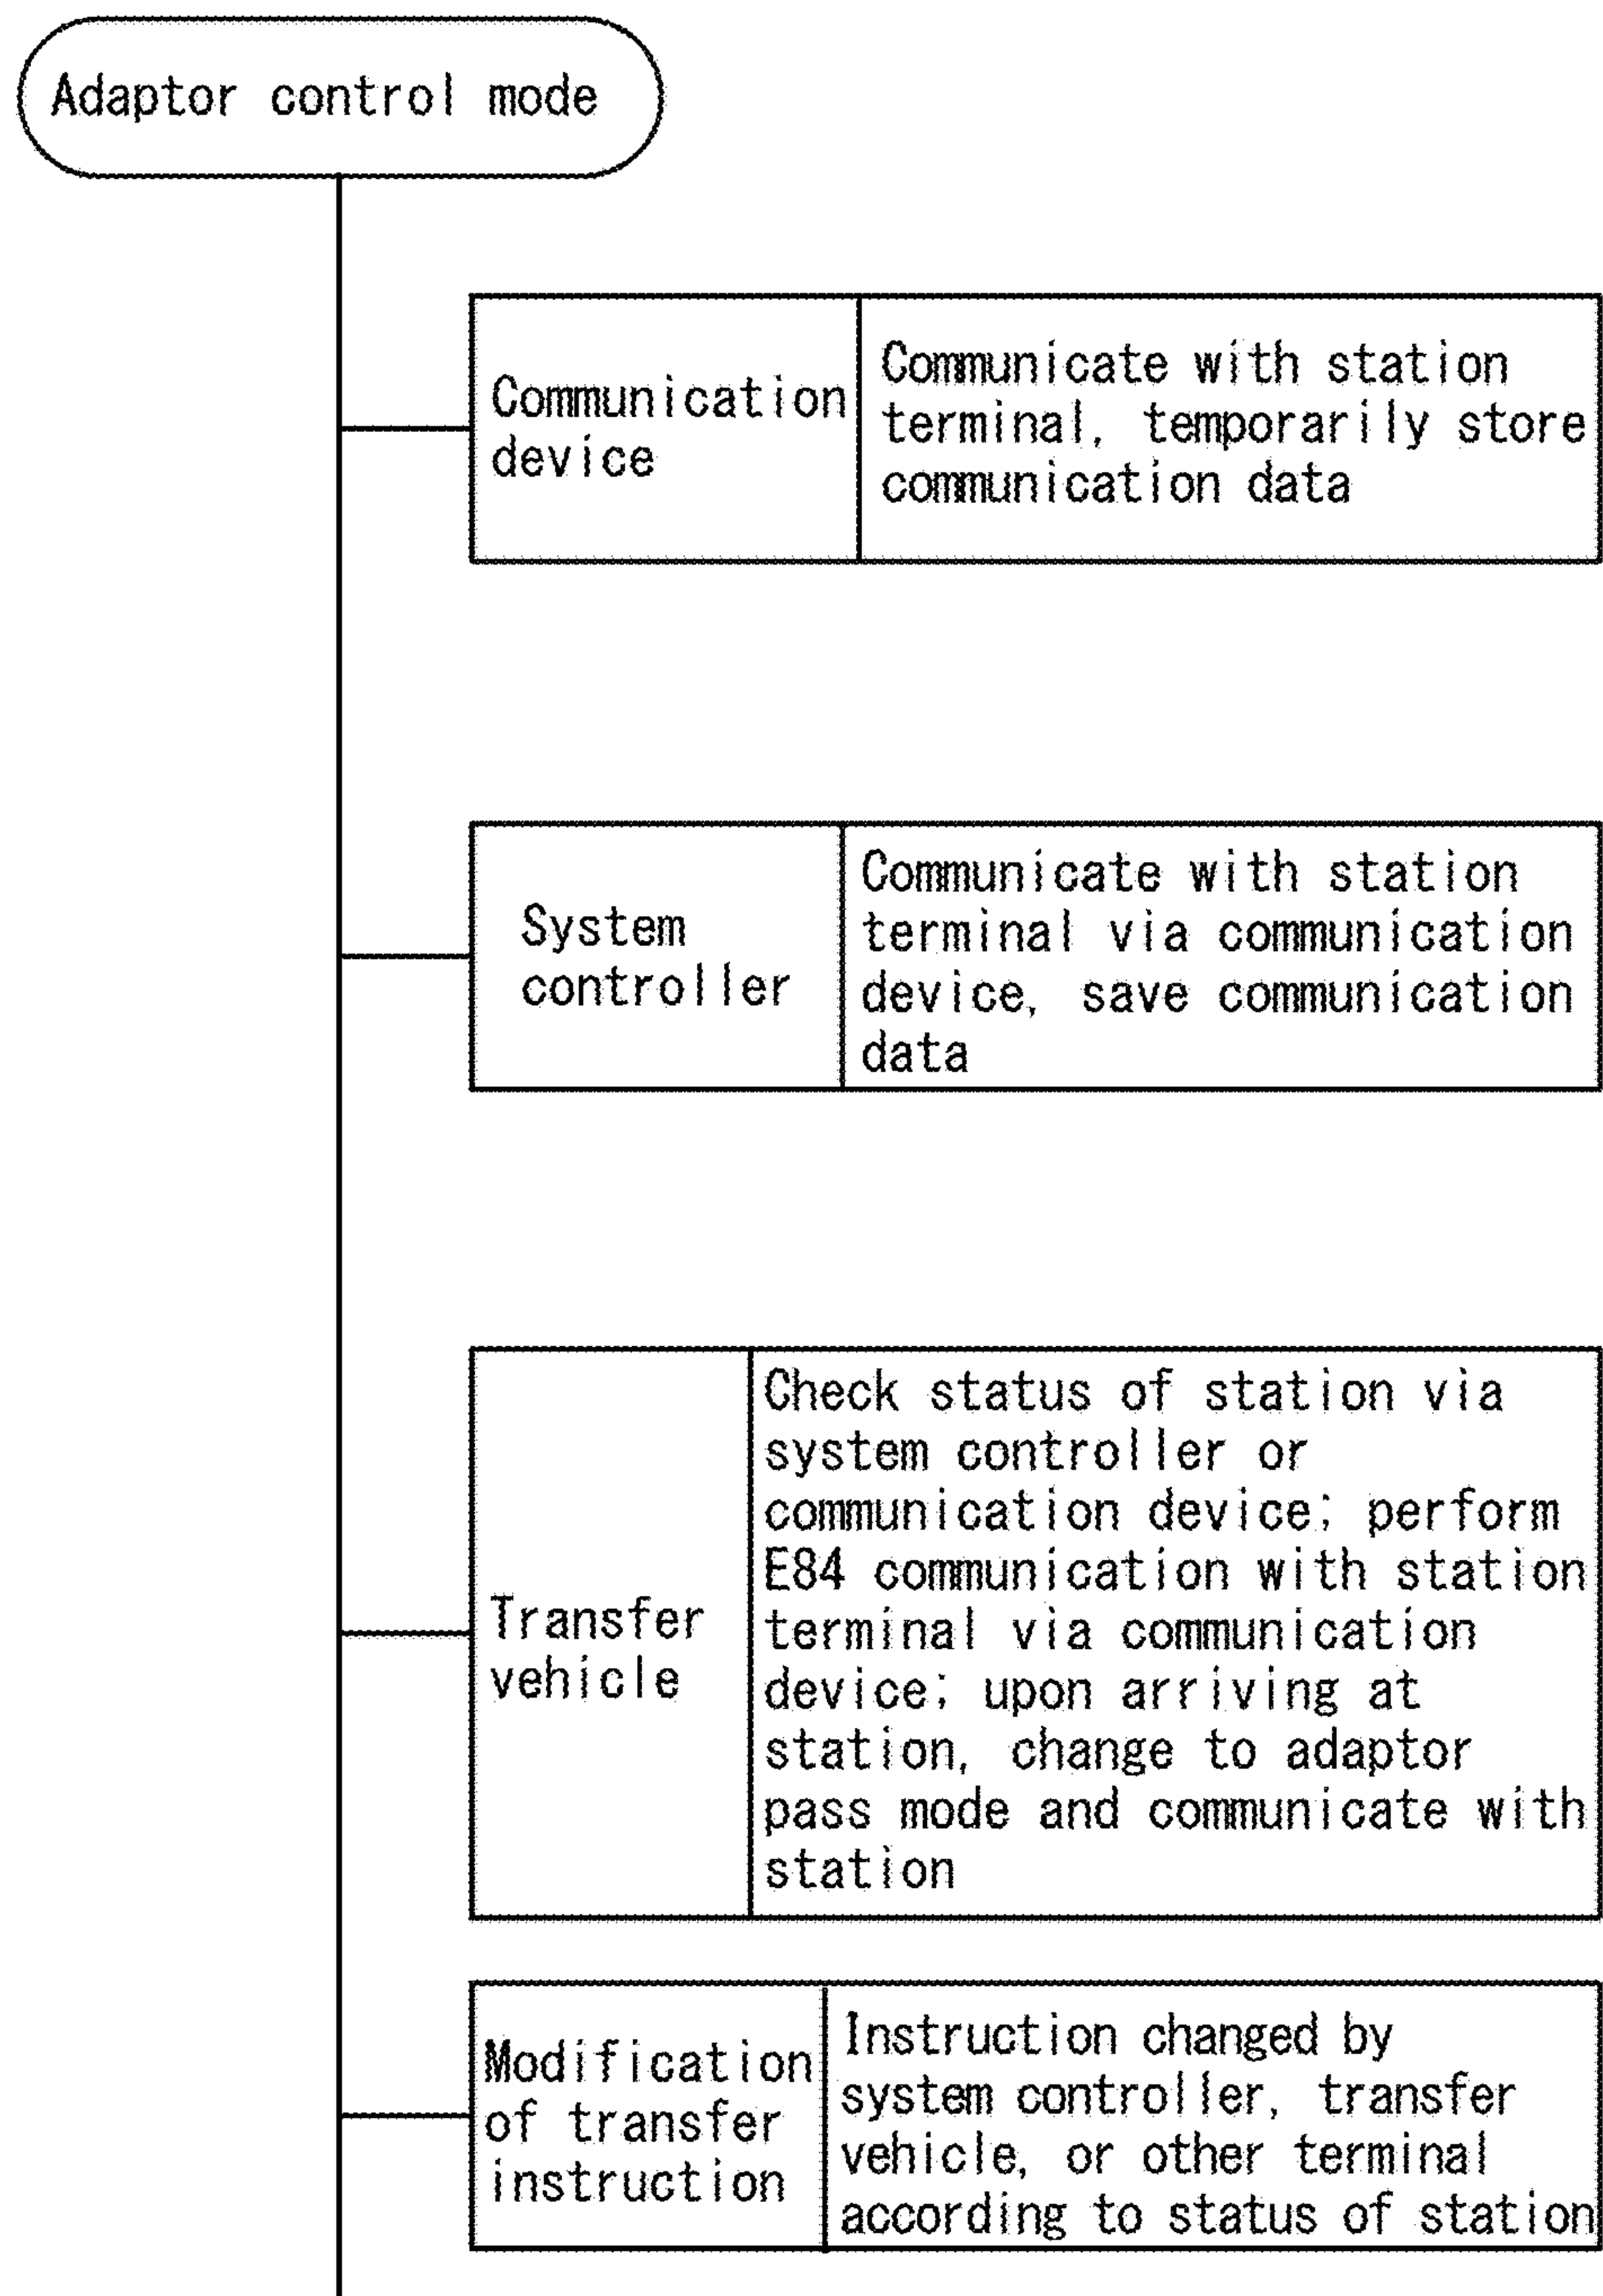 Adaptor control mode
Communication
device
Communicate with station
terminal, temporarily store
communication data
System
controller
Communicate with station
terminal via communication
device, save communication
data
Transfer
vehicle
Check status of station via
system controller or
communication device; perform
E84 communication with station
terminal via communication
device; upon arriving at
station, change to adaptor
pass mode and communicate with
station
Modification
of transfer
instruction
Instruction changed by
system controller, transfer
vehicle, or other terminal
according to status of station